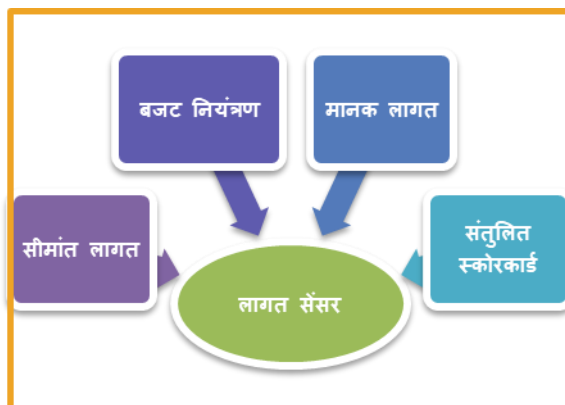 बजट नियंत्रण
मानक लागत
सीमांत लागत
संतुलित
स्कोरकार्ड
लागत सेंसर